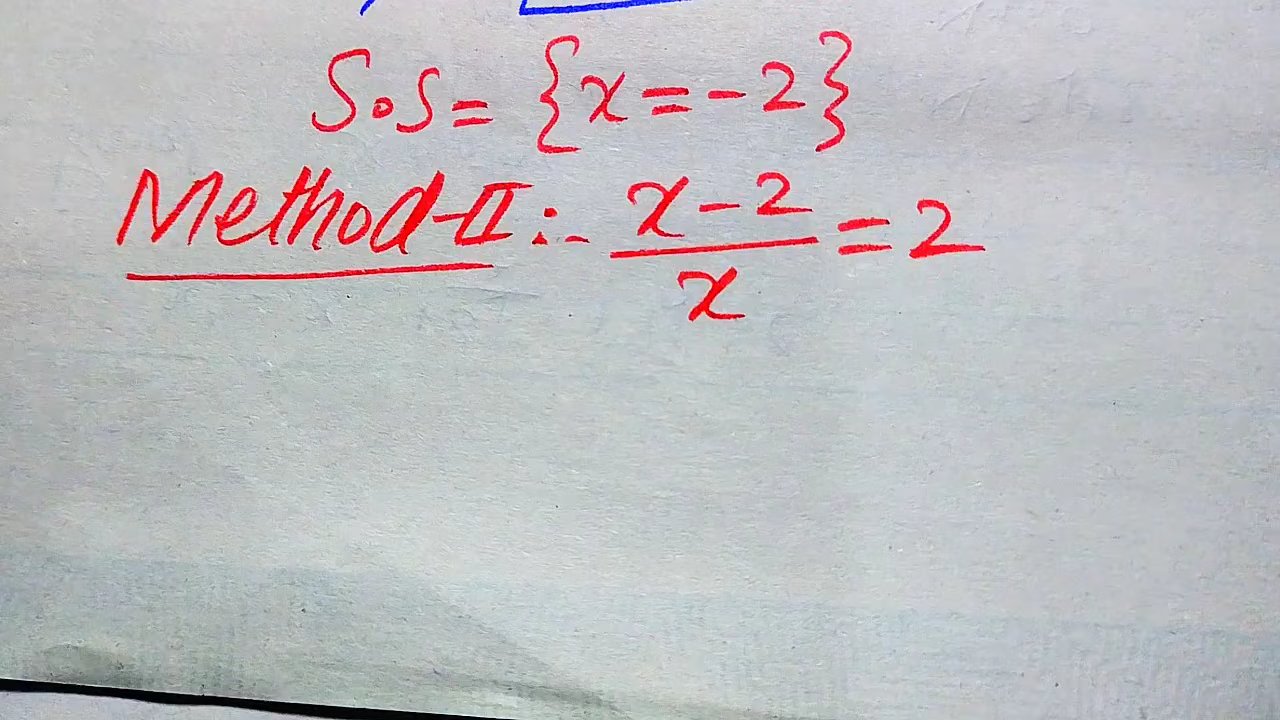 S.S = {x = -2}
Method-II :- x-2/x = 2